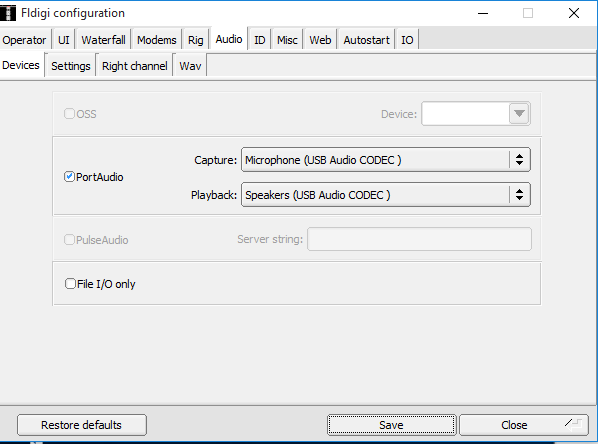 Fldigi configuration
Operator UI Waterfall Modems Rig Audio ID Misc Web Autostart IO
Devices Settings Right channel Wav
OSS Device:
Capture: Microphone (USB Audio CODEC )
PortAudio
Playback: Speakers (USB Audio CODEC )
PulseAudio Server string:
File I/O only
Restore defaults Save Close